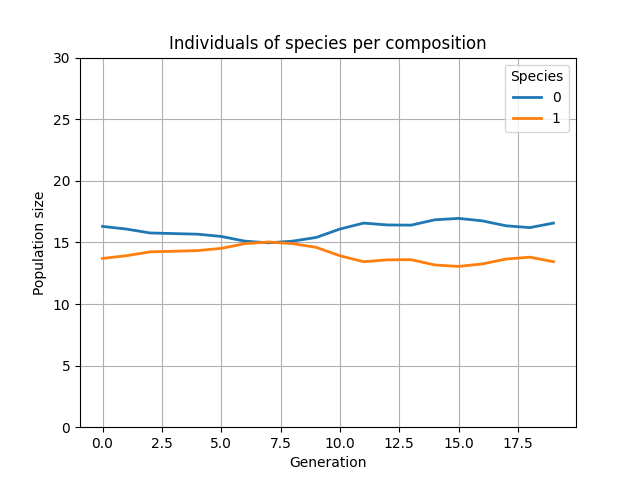 Individuals of species per composition
Species
0
1
30
25
20
15
10
5
0
Population size
0.0 2.5 5.0 7.5 10.0 12.5 15.0 17.5
Generation